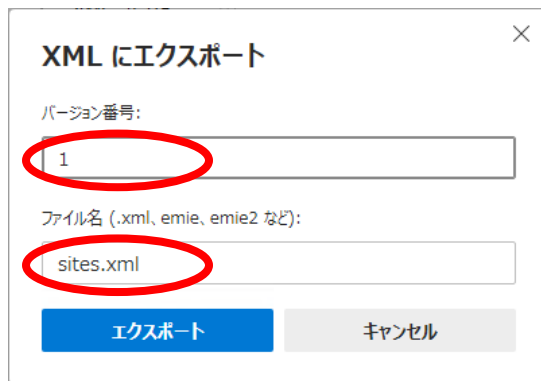 XML にエクスポート
バージョン番号:
1
ファイル名 (.xml、emie、emie2 など):
sites.xml
エクスポート
キャンセル